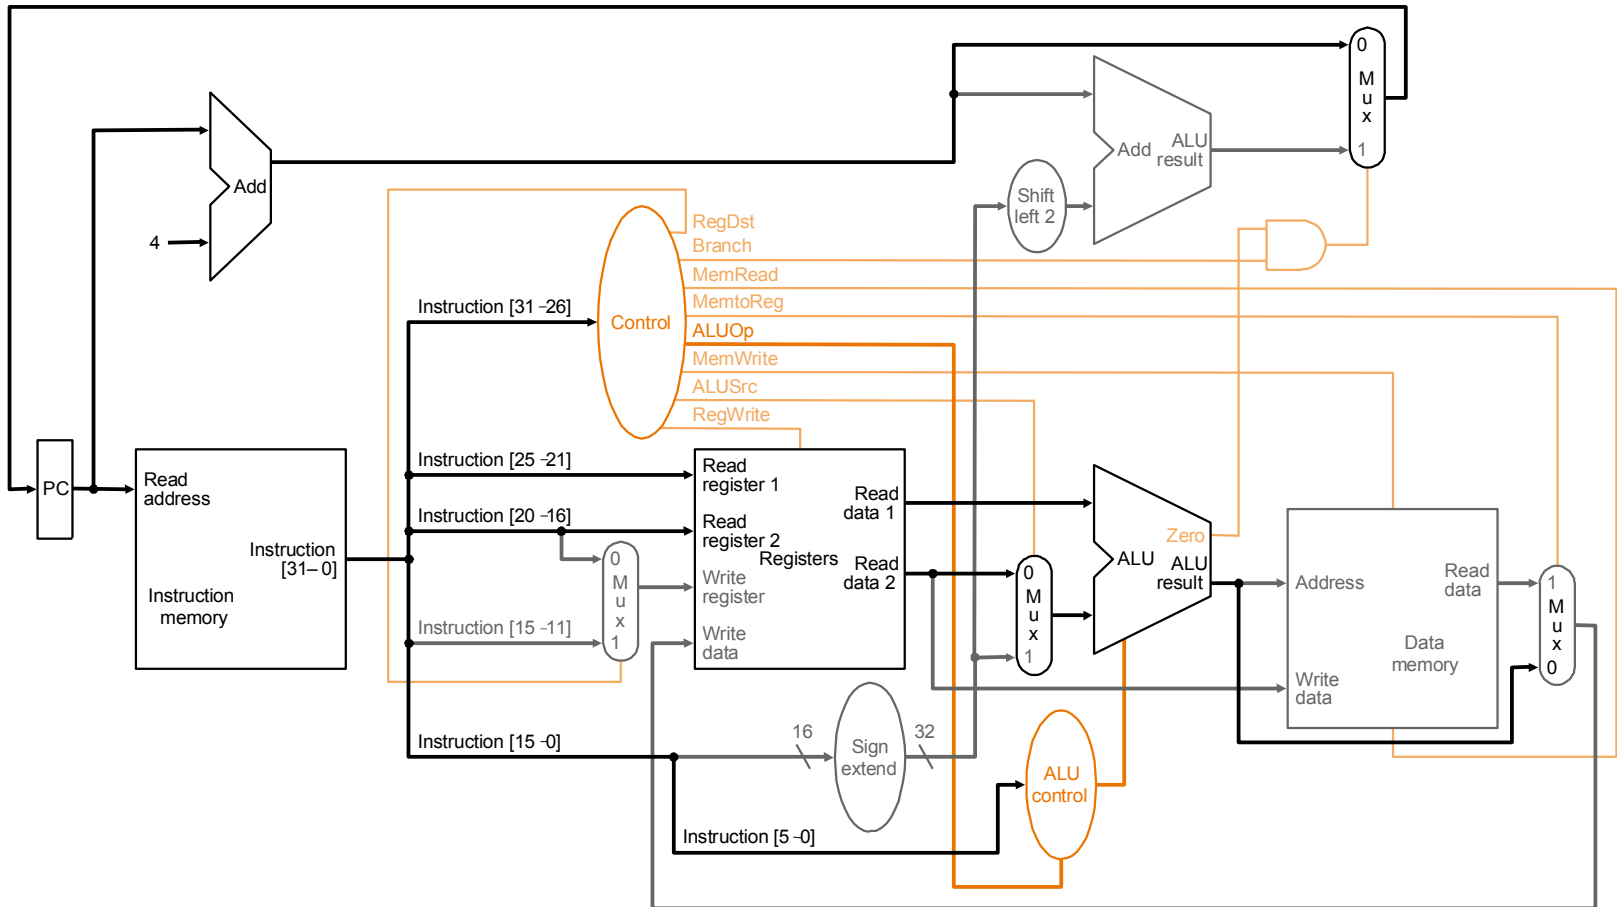 0
M
u
x
1
Add
ALU
result
Add
4
Shift
left 2
RegDst
Branch
MemRead
MemtoReg
ALUOp
MemWrite
ALUSrc
RegWrite
Control
Instruction [31–26]
Instruction [25–21]
Instruction [20–16]
Instruction [15–11]
Instruction [15–0]
Instruction [5–0]
PC
Read
address
Instruction
[31–0]
Instruction
memory
0
M
u
x
1
Read
register 1
Read
register 2
Registers
Write
register
Write
data
Read
data 1
Read
data 2
0
M
u
x
1
Zero
ALU
ALU
result
Address
Read
data
Data
memory
Write
data
1
M
u
x
0
16
Sign
extend
32
ALU
control